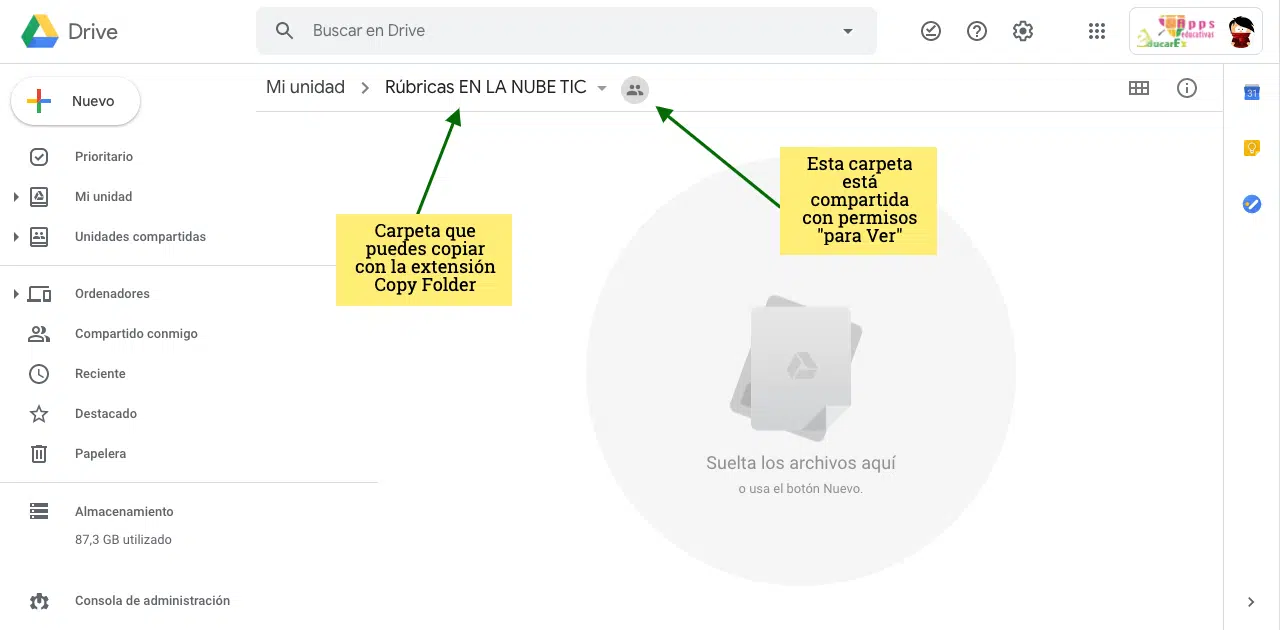 Drive
Buscar en Drive
Apps
educativas
EducarEx
Nuevo
Mi unidad
Rúbricas EN LA NUBE TIC
31
Prioritario
Mi unidad
Unidades compartidas
Ordenadores
Compartido conmigo
Reciente
Destacado
Papelera
Almacenamiento
87,3 GB utilizado
Consola de administración
Carpeta que
puedes copiar
con la extensión
Copy Folder
Esta carpeta
está
compartida
con permisos
"para Ver"
Suelta los archivos aquí
o usa el botón Nuevo.